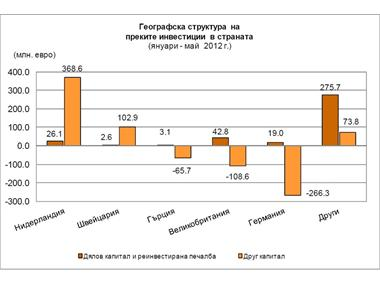 Географска структура на
преките инвестиции в страната
(януари - май 2012 г.)
(млн. евро)
400.0
300.0
200.0
100.0
0.0
-100.0
-200.0
-300.0
26.1
368.6
2.6
102.9
3.1
-65.7
42.8
-108.6
19.0
-266.3
275.7
73.8
Нидерландия
Швейцария
Гърция
Великобритания
Германия
Други
Дялов капитал и реинвестирана печалба
Друг капитал